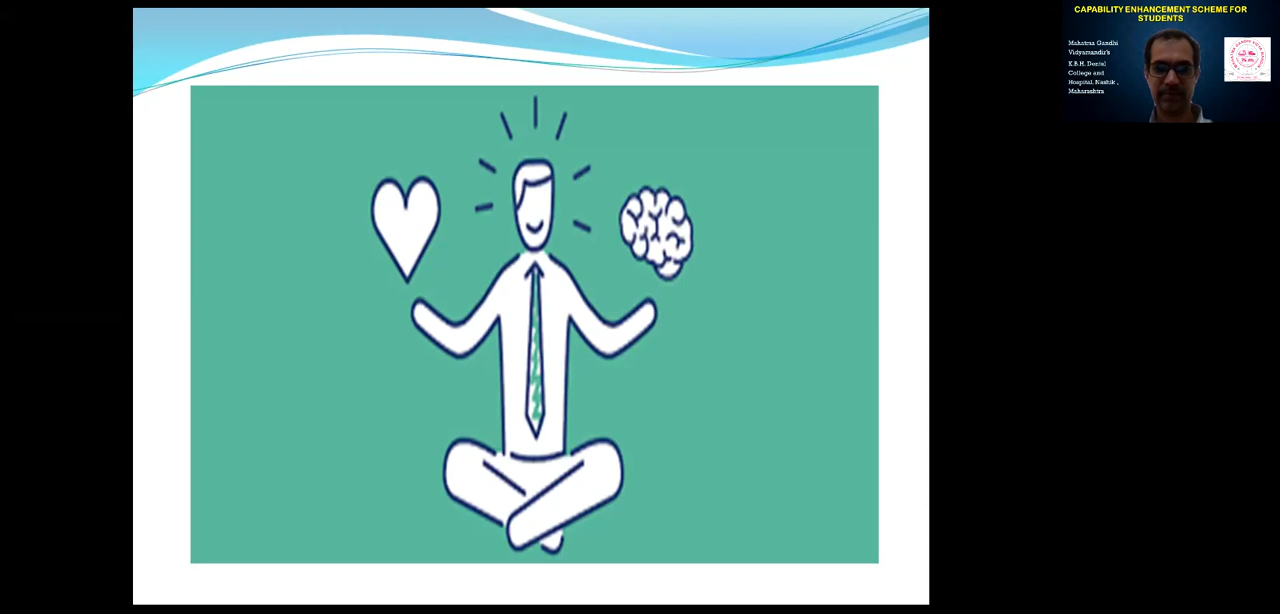 CAPABILITY ENHANCEMENT SCHEME FOR
STUDENTS
Mahatma Gandhi
Vidyamandir's
K.B.H. Dental
College and
Hospital, Nashik ,
Maharashtra